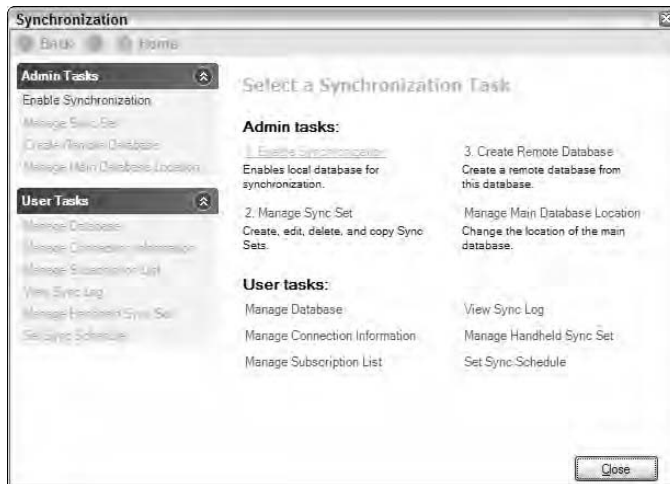 Synchronization
Back Home
Admin Tasks
Enable Synchronization
Manage Sync Set
Create Remote Database
Manage Main Database Location
User Tasks
Manage Database
Manage Connection Information
Manage Subscription List
View Sync Log
Manage Handheld Sync Set
Set Sync Schedule
Select a Synchronization Task
Admin tasks:
1. Enable Synchronization
Enables local database for
synchronization.
3. Create Remote Database
Create a remote database from
this database.
2. Manage Sync Set
Create, edit, delete, and copy Sync
Sets.
Manage Main Database Location
Change the location of the main
database.
User tasks:
Manage Database
View Sync Log
Manage Connection Information
Manage Handheld Sync Set
Manage Subscription List
Set Sync Schedule
Close